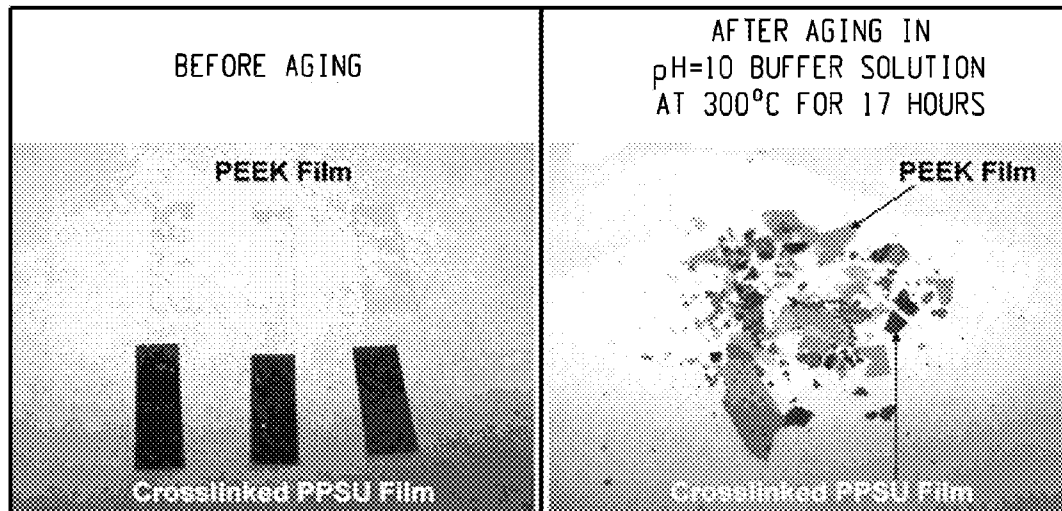 BEFORE AGING
PEEK Film
Crosslinked PPSU Film
AFTER AGING IN
pH=10 BUFFER SOLUTION
AT 300°C FOR 17 HOURS
PEEK Film
Crosslinked PPSU Film